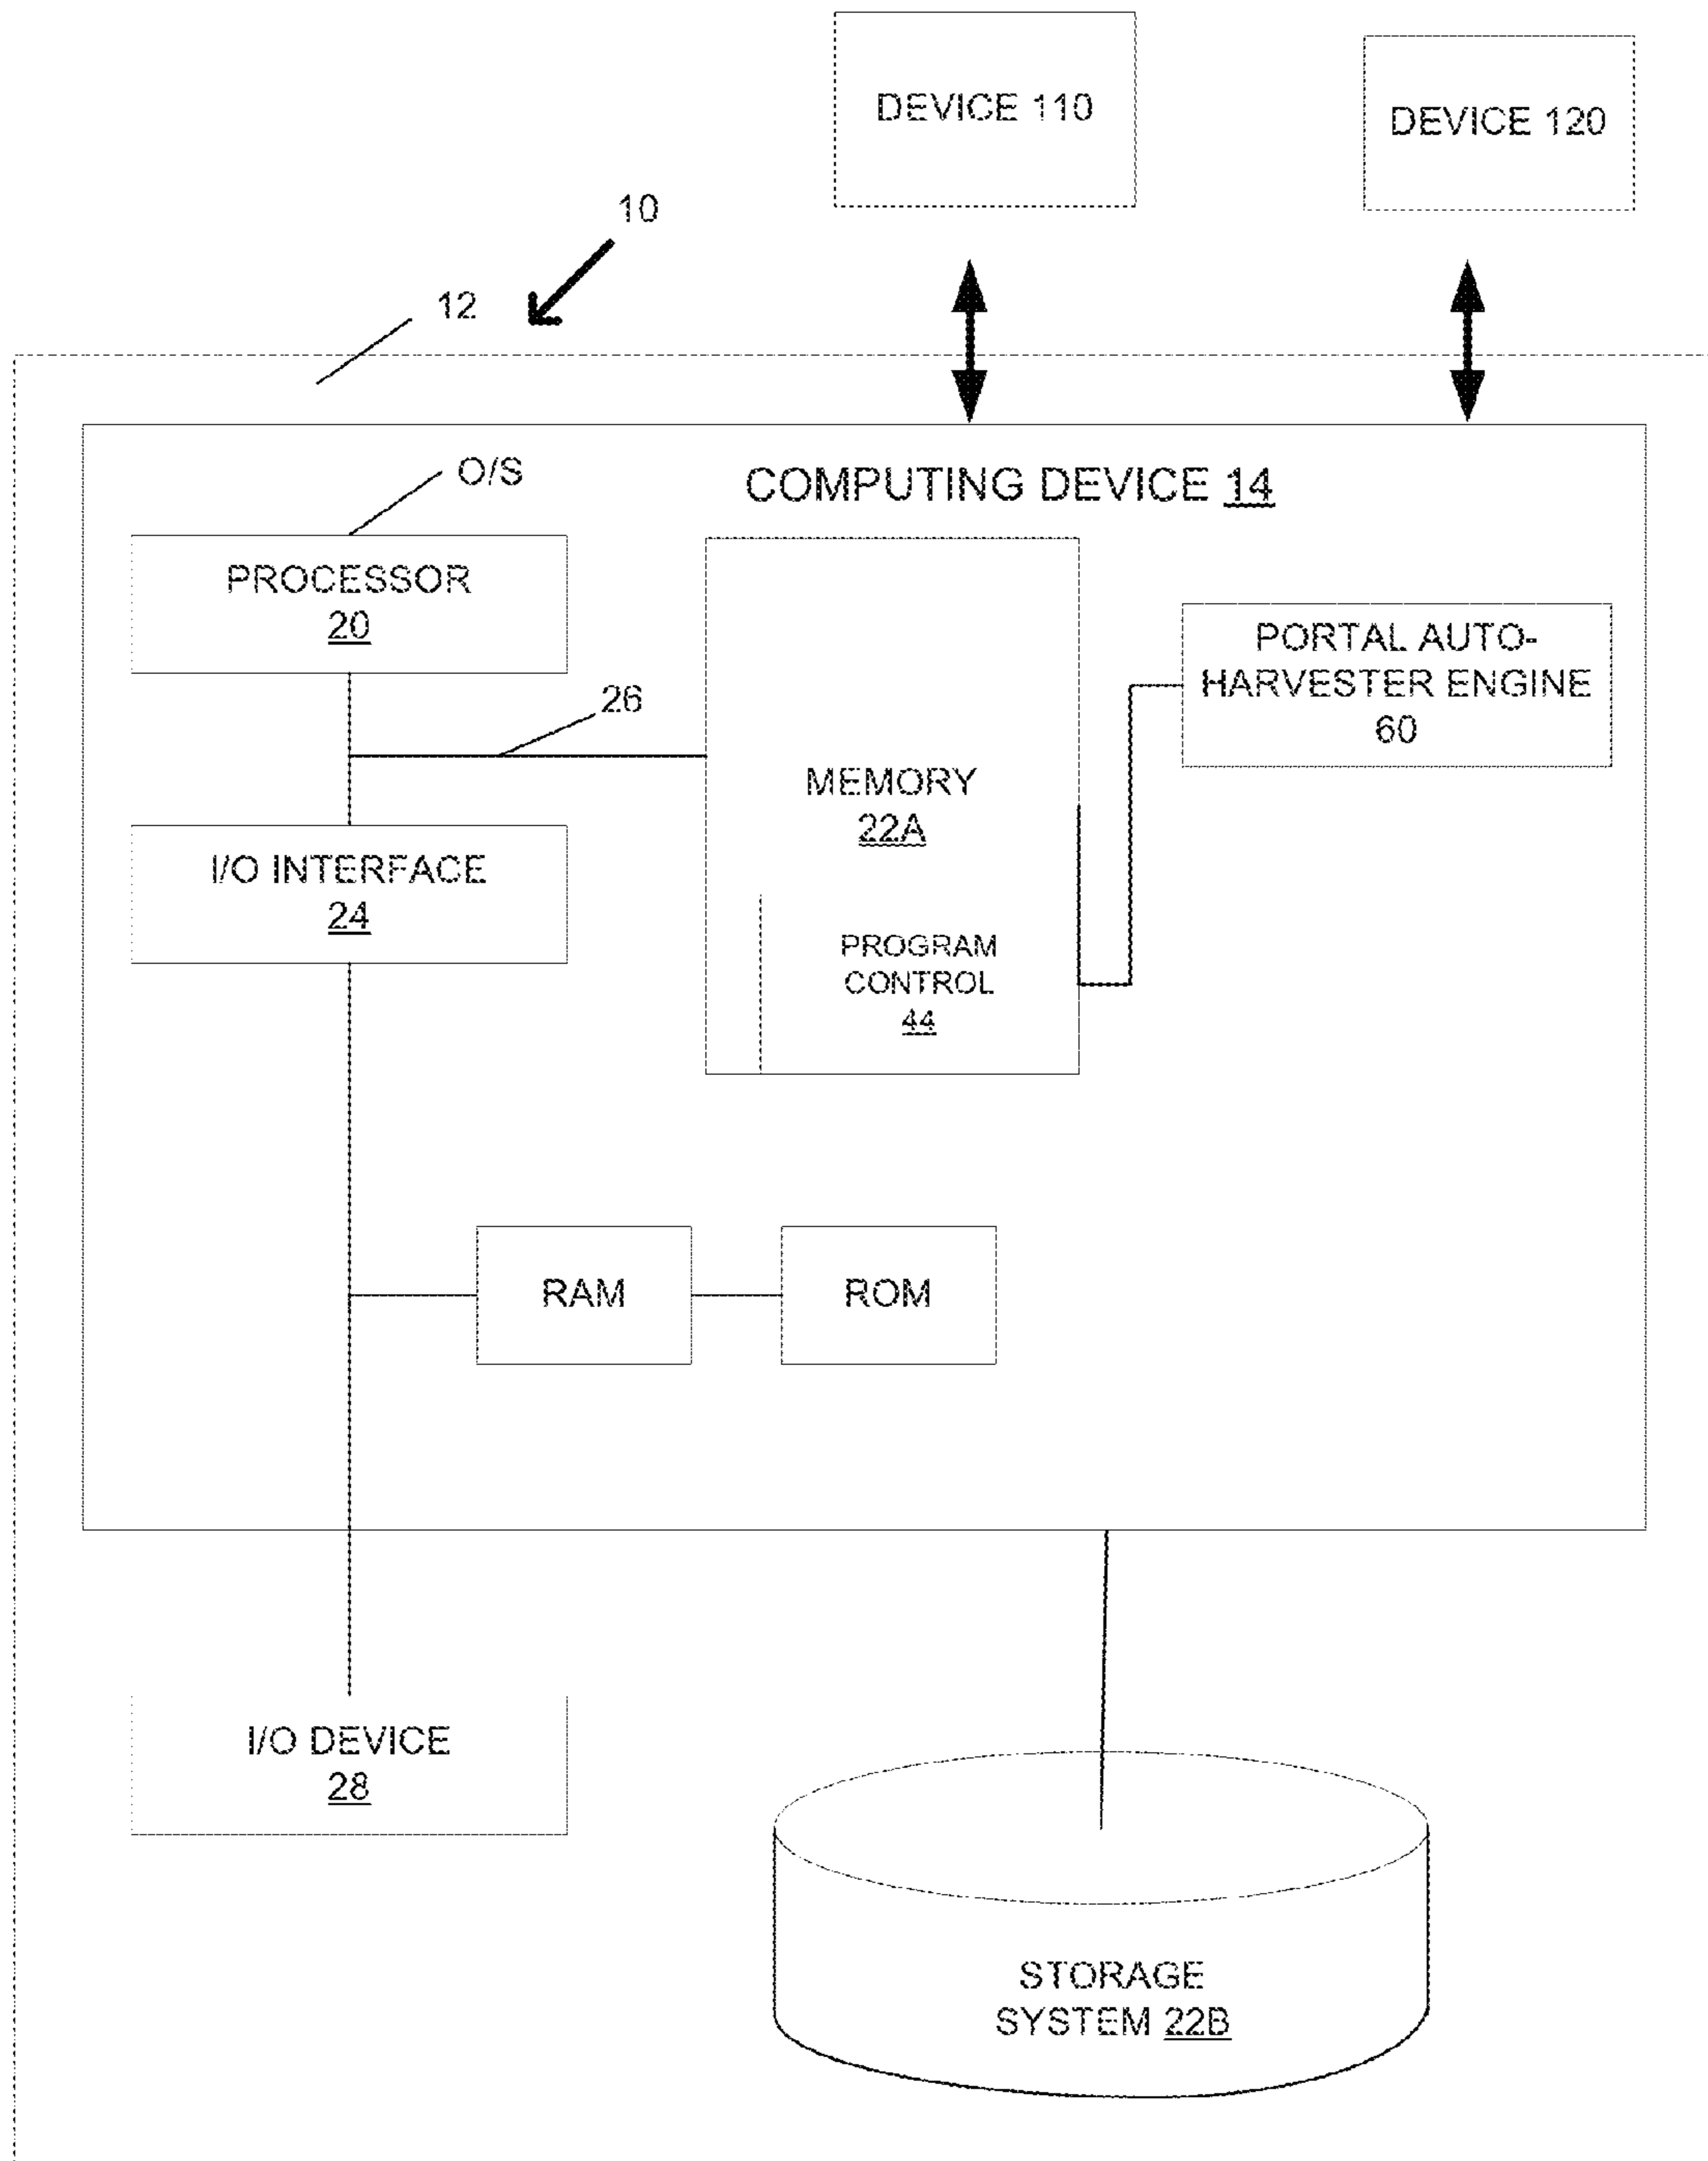 DEVICE 110
DEVICE 120
10
12
O/S
COMPUTING DEVICE 14
PROCESSOR
20
PORTAL AUTO-
HARVESTER ENGINE
60
26
MEMORY
22A
I/O INTERFACE
24
PROGRAM
CONTROL
44
RAM
ROM
I/O DEVICE
28
STORAGE
SYSTEM 22B